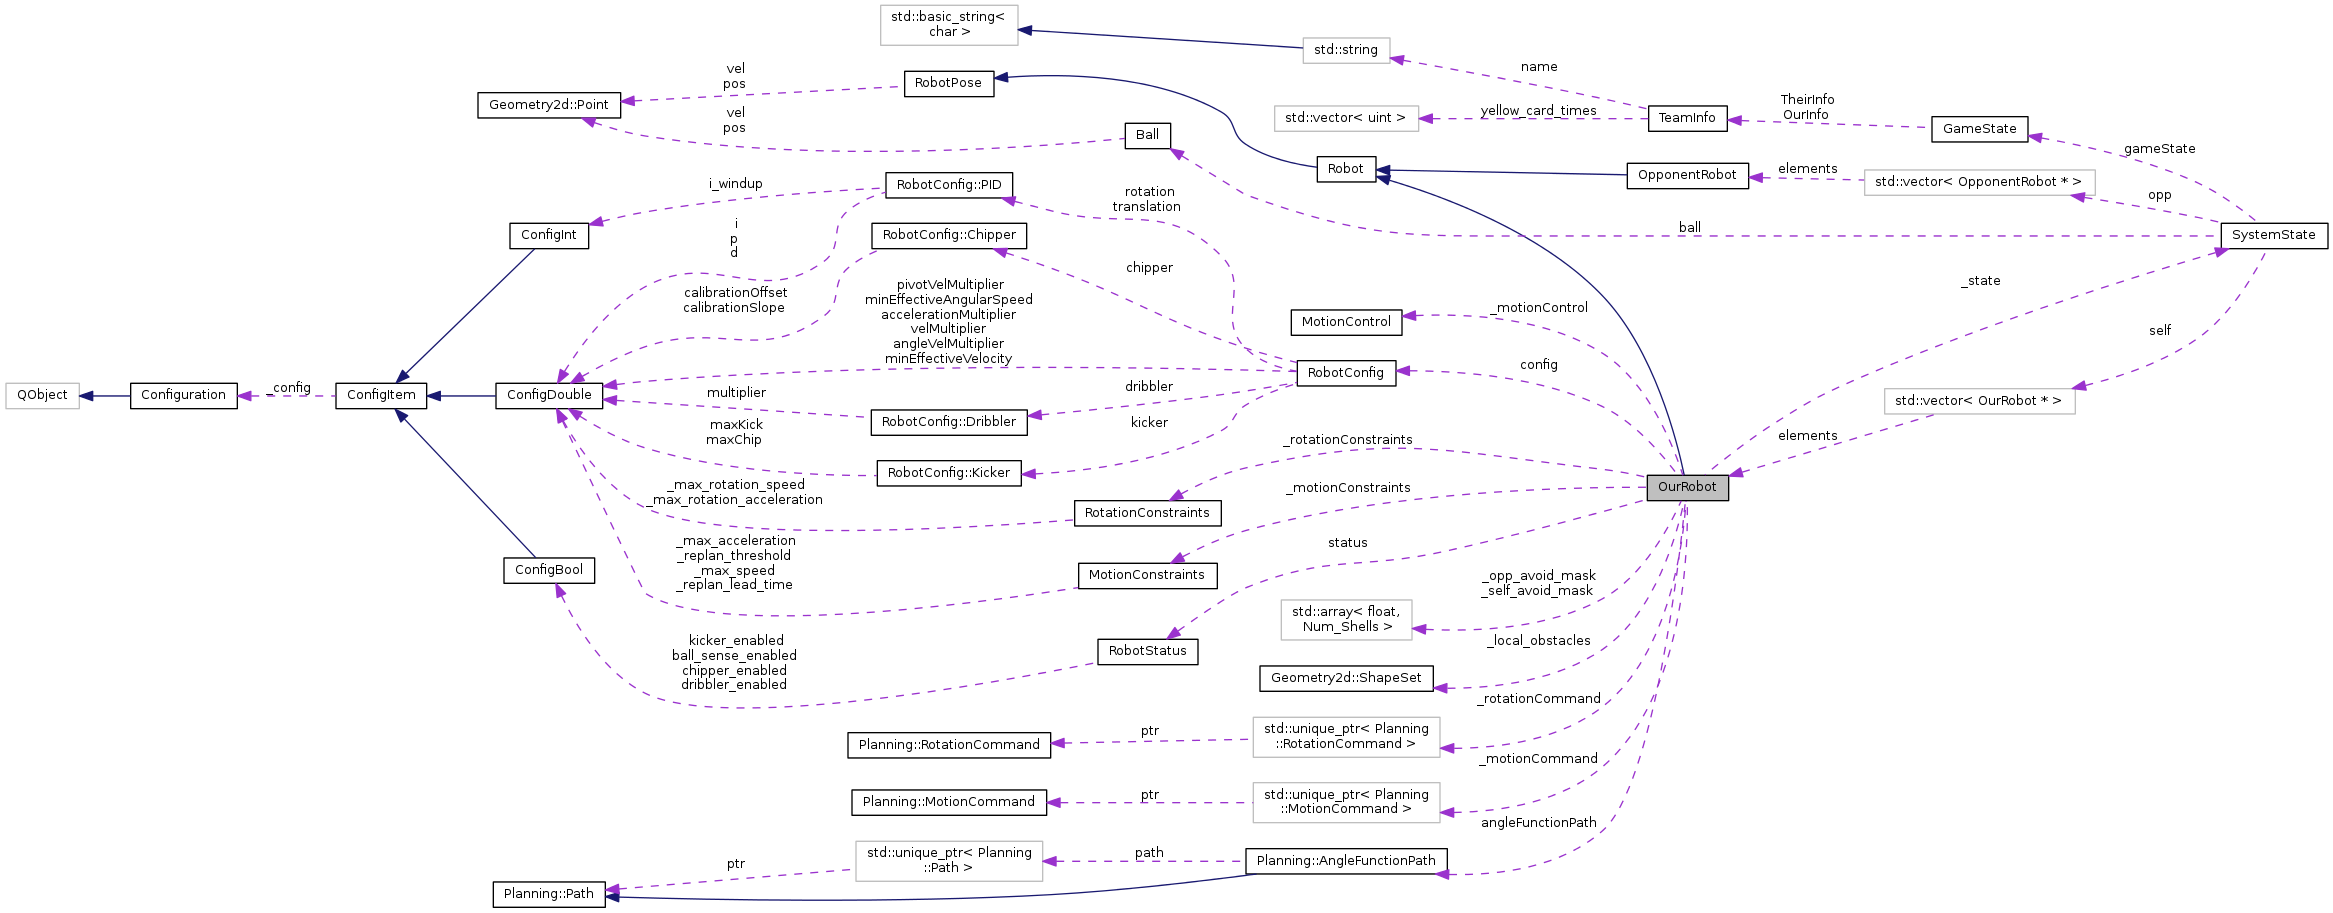 std::basic_string<
char >
std::string
name
vel
pos
RobotPose
Geometry2d::Point
vel
pos
Ball
std::vector< uint >
yellow_card_times
TeamInfo
TheirInfo
OurInfo
GameState
gameState
Robot
OpponentRobot
elements
std::vector< OpponentRobot * >
opp
SystemState
ball
i_windup
RobotConfig::PID
rotation
translation
ConfigInt
i
p
d
RobotConfig::Chipper
chipper
calibrationOffset
calibrationSlope
pivotVelMultiplier
minEffectiveAngularSpeed
accelerationMultiplier
velMultiplier
angleVelMultiplier
minEffectiveVelocity
MotionControl
_motionControl
_state
self
RobotConfig
config
QObject
Configuration
_config
ConfigItem
ConfigDouble
multiplier
dribbler
RobotConfig::Dribbler
kicker
maxKick
maxChip
RobotConfig::Kicker
std::vector< OurRobot * >
elements
_rotationConstraints
OurRobot
_max_rotation_speed
_max_rotation_acceleration
RotationConstraints
_motionConstraints
_max_acceleration
_replan_threshold
_max_speed
_replan_lead_time
MotionConstraints
status
ConfigBool
_opp_avoid_mask
_self_avoid_mask
std::array< float,
Num_Shells >
kicker_enabled
ball_sense_enabled
chipper_enabled
dribbler_enabled
RobotStatus
_local_obstacles
Geometry2d::ShapeSet
_rotationCommand
Planning::RotationCommand
ptr
std::unique_ptr< Planning
::RotationCommand >
_motionCommand
Planning::MotionCommand
ptr
std::unique_ptr< Planning
::MotionCommand >
angleFunctionPath
std::unique_ptr< Planning
::Path >
path
Planning::AngleFunctionPath
ptr
Planning::Path